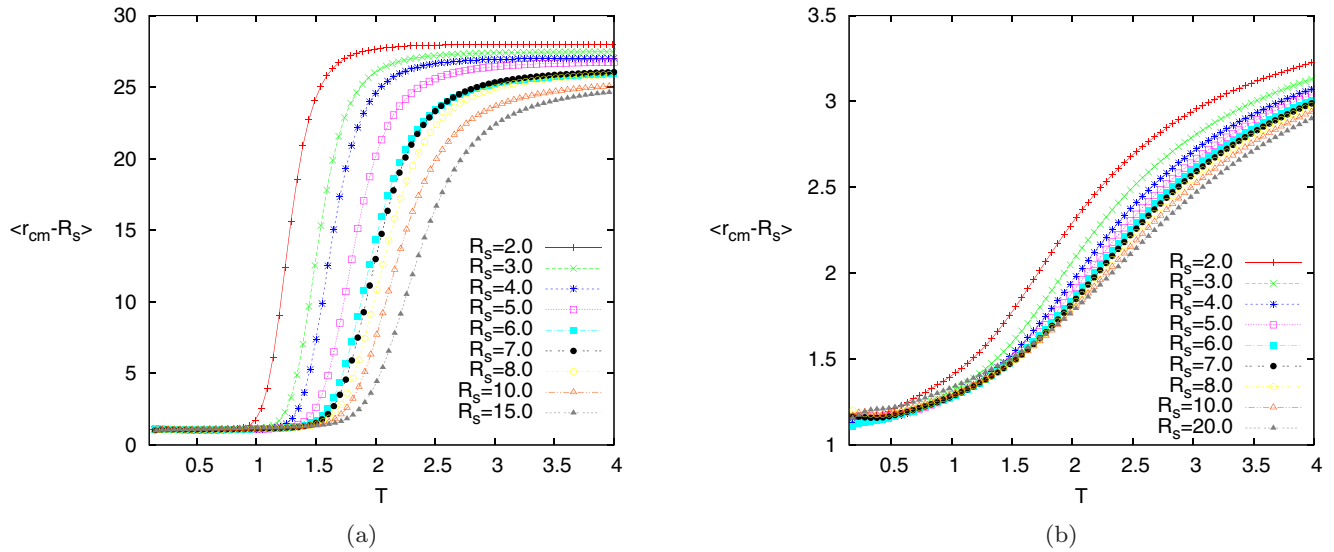 30
25
20
15
10
5
0
<r_cm-R_s>
0.5 1 1.5 2 2.5 3 3.5 4
T
R_s=2.0
R_s=3.0
R_s=4.0
R_s=5.0
R_s=6.0
R_s=7.0
R_s=8.0
R_s=10.0
R_s=15.0
(a)
3.5
3
2.5
2
1.5
1
<r_cm-R_s>
0.5 1 1.5 2 2.5 3 3.5 4
T
R_s=2.0
R_s=3.0
R_s=4.0
R_s=5.0
R_s=6.0
R_s=7.0
R_s=8.0
R_s=10.0
R_s=20.0
(b)